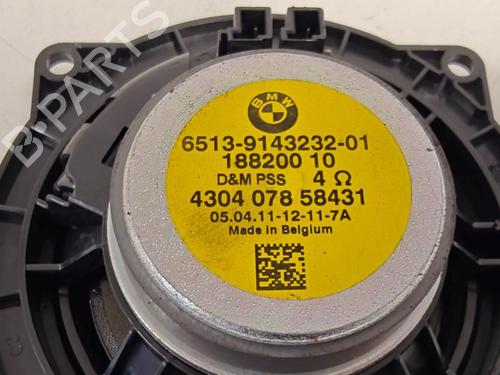 BMW
6513-9143232-01
188200 10
D&M PSS 4 Ω
4304 078 58431
05.04.11-12-11-7A
Made in Belgium